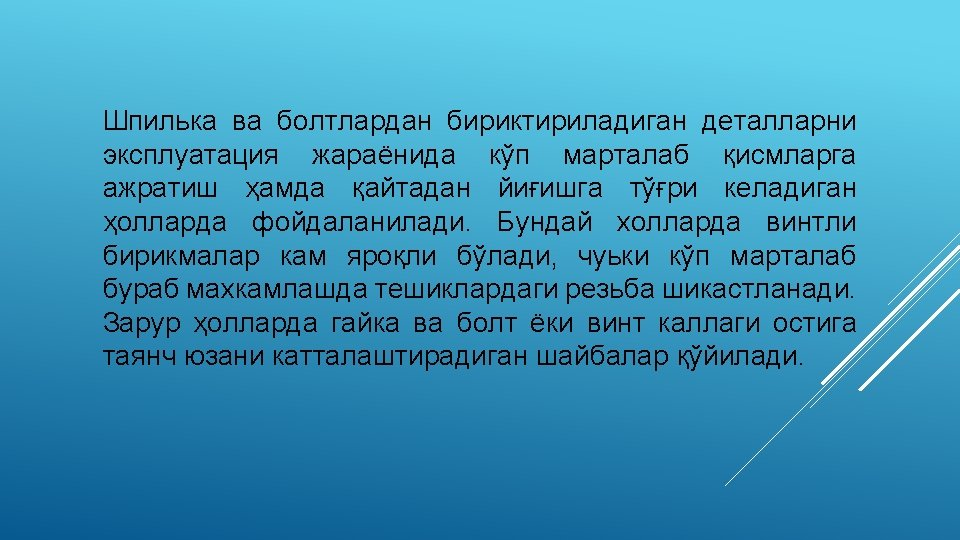 Шпилька ва болтлардан бириктириладиган деталларни
эксплуатация жараёнида кўп марталаб қисмларга
ажратиш ҳамда қайтадан йиғишга тўғри келадиган
ҳолларда фойдаланилади. Бундай холларда винтли
бирикмалар кам яроқли бўлади, чуьки кўп марталаб
бураб махкамлашда тешиклардаги резьба шикастланади.
Зарур ҳолларда гайка ва болт ёки винт каллаги остига
таянч юзани катталаштирадиган шайбалар қўйилади.